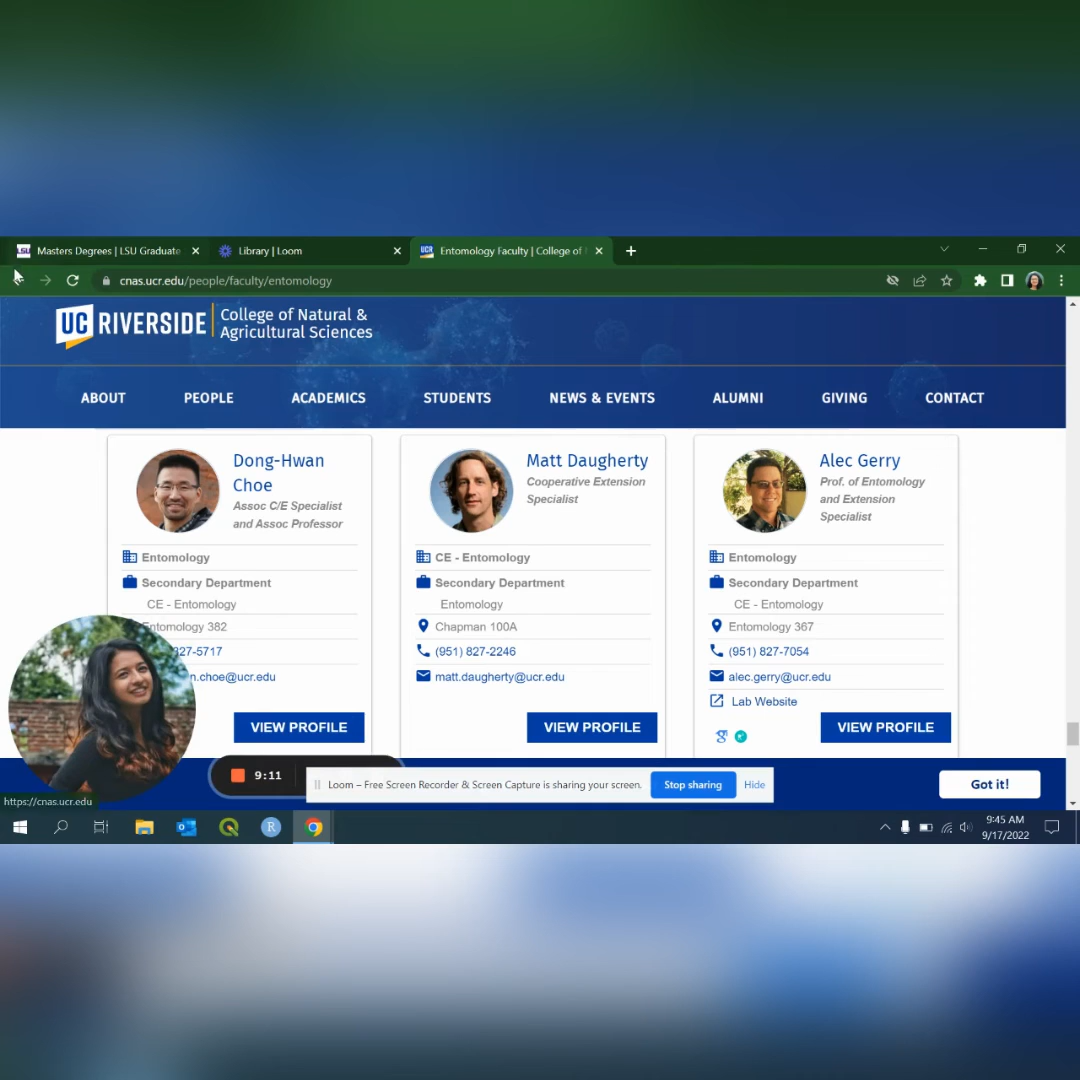 LSU
Masters Degrees | LSU Graduate
Library | Loom
UCR
Entomology Faculty | College of
cnas.ucr.edu/people/faculty/entomology
UC RIVERSIDE
College of Natural &
Agricultural Sciences
ABOUT
PEOPLE
ACADEMICS
STUDENTS
NEWS & EVENTS
ALUMNI
GIVING
CONTACT
Dong-Hwan
Choe
Assoc C/E Specialist
and Assoc Professor
Entomology
Secondary Department
CE - Entomology
Entomology 382
827-5717
n.choe@ucr.edu
VIEW PROFILE
Matt Daugherty
Cooperative Extension
Specialist
CE - Entomology
Secondary Department
Entomology
Chapman 100A
(951) 827-2246
matt.daugherty@ucr.edu
VIEW PROFILE
Alec Gerry
Prof. of Entomology
and Extension
Specialist
Entomology
Secondary Department
CE - Entomology
Entomology 367
(951) 827-7054
alec.gerry@ucr.edu
Lab Website
VIEW PROFILE
9:11
Loom – Free Screen Recorder & Screen Capture is sharing your screen.
Stop sharing
Hide
Got it!
https://cnas.ucr.edu
R
9:45 AM
9/17/2022